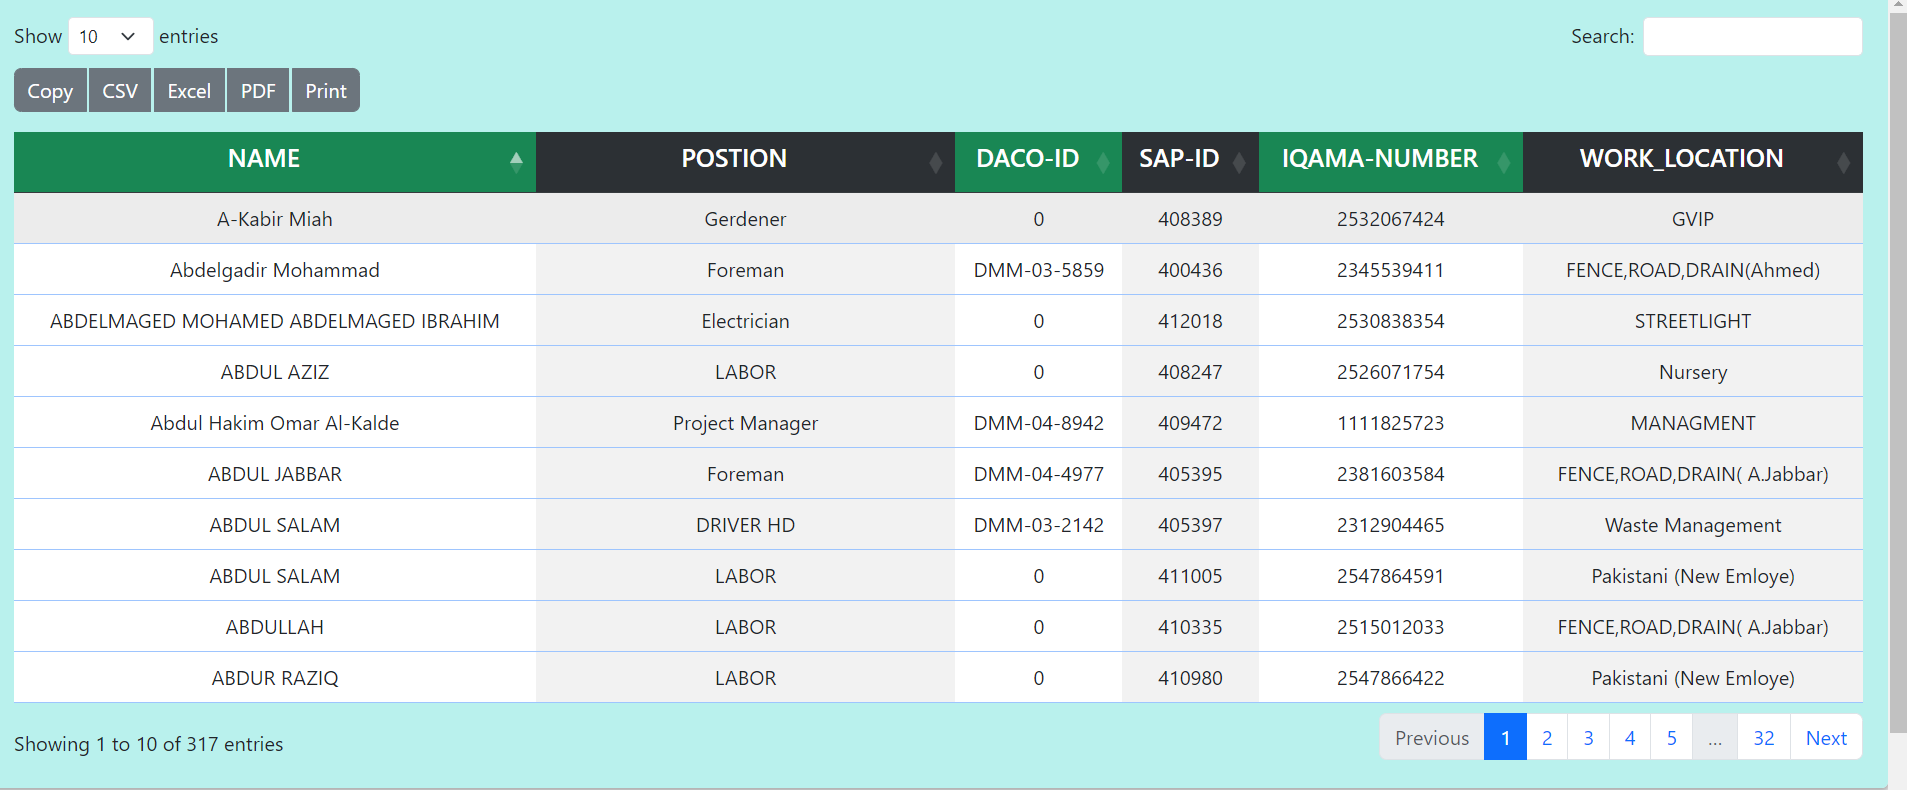 Show 10 entries Search:
Copy CSV Excel PDF Print
NAME POSTION DACO-ID SAP-ID IQAMA-NUMBER WORK_LOCATION
A-Kabir Miah Gerdener 0 408389 2532067424 GVIP
Abdelgadir Mohammad Foreman DMM-03-5859 400436 2345539411 FENCE,ROAD,DRAIN(Ahmed)
ABDELMAGED MOHAMED ABDELMAGED IBRAHIM Electrician 0 412018 2530838354 STREETLIGHT
ABDUL AZIZ LABOR 0 408247 2526071754 Nursery
Abdul Hakim Omar Al-Kalde Project Manager DMM-04-8942 409472 1111825723 MANAGMENT
ABDUL JABBAR Foreman DMM-04-4977 405395 2381603584 FENCE,ROAD,DRAIN( A.Jabbar)
ABDUL SALAM DRIVER HD DMM-03-2142 405397 2312904465 Waste Management
ABDUL SALAM LABOR 0 411005 2547864591 Pakistani (New Emloye)
ABDULLAH LABOR 0 410335 2515012033 FENCE,ROAD,DRAIN( A.Jabbar)
ABDUR RAZIQ LABOR 0 410980 2547866422 Pakistani (New Emloye)
Showing 1 to 10 of 317 entries Previous 1 2 3 4 5 … 32 Next